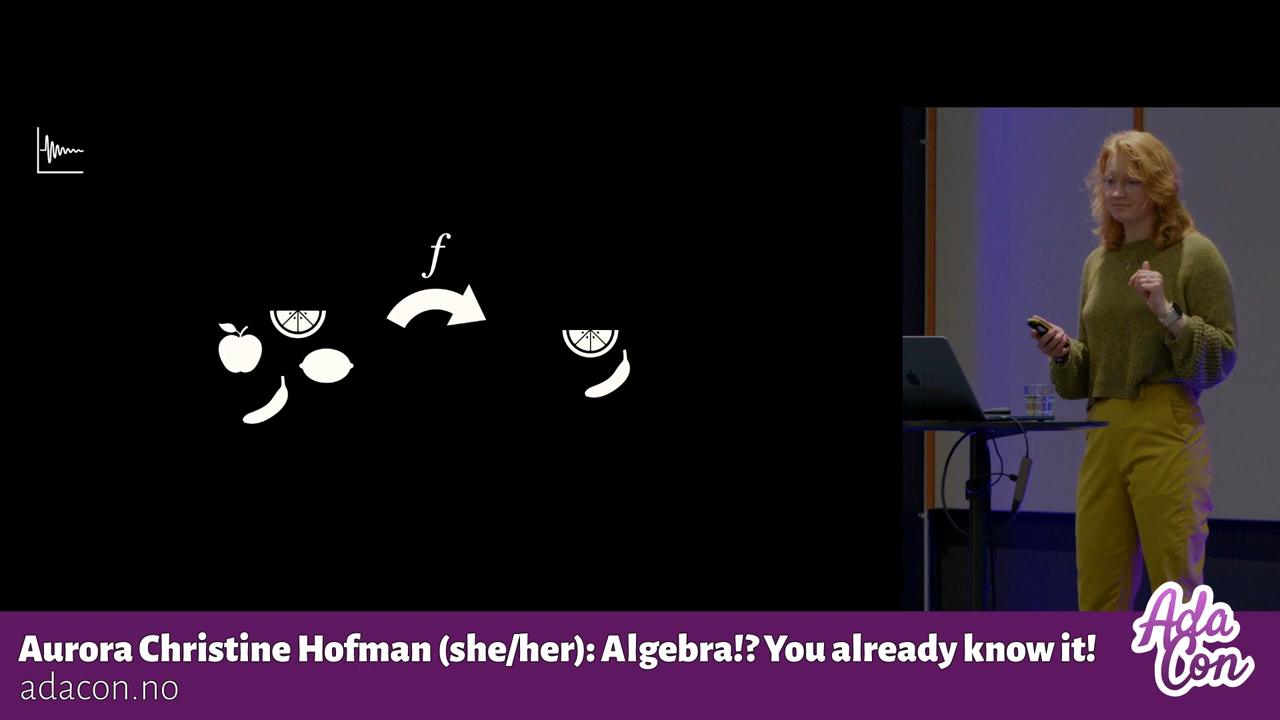 f
Aurora Christine Hofman (she/her): Algebra!? You already know it!
adacon.no
Ada
Con